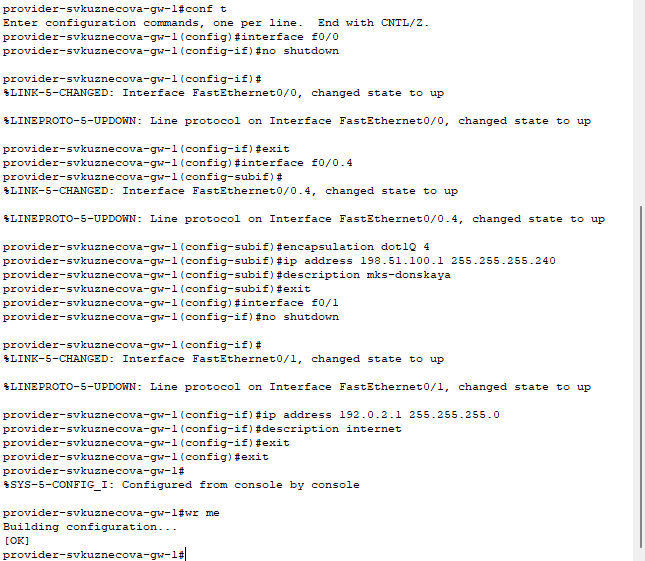 provider-svkuznecova-gw-1#conf t
Enter configuration commands, one per line.  End with CNTL/Z.
provider-svkuznecova-gw-1(config)#interface f0/0
provider-svkuznecova-gw-1(config-if)#no shutdown
provider-svkuznecova-gw-1(config-if)#
%LINK-5-CHANGED: Interface FastEthernet0/0, changed state to up
%LINEPROTO-5-UPDOWN: Line protocol on Interface FastEthernet0/0, changed state to up
provider-svkuznecova-gw-1(config-if)#exit
provider-svkuznecova-gw-1(config)#interface f0/0.4
provider-svkuznecova-gw-1(config-subif)#
%LINK-5-CHANGED: Interface FastEthernet0/0.4, changed state to up
%LINEPROTO-5-UPDOWN: Line protocol on Interface FastEthernet0/0.4, changed state to up
provider-svkuznecova-gw-1(config-subif)#encapsulation dot1Q 4
provider-svkuznecova-gw-1(config-subif)#ip address 198.51.100.1 255.255.255.240
provider-svkuznecova-gw-1(config-subif)#description mks-donskaya
provider-svkuznecova-gw-1(config-subif)#exit
provider-svkuznecova-gw-1(config)#interface f0/1
provider-svkuznecova-gw-1(config-if)#no shutdown
provider-svkuznecova-gw-1(config-if)#
%LINK-5-CHANGED: Interface FastEthernet0/1, changed state to up
%LINEPROTO-5-UPDOWN: Line protocol on Interface FastEthernet0/1, changed state to up
provider-svkuznecova-gw-1(config-if)#ip address 192.0.2.1 255.255.255.0
provider-svkuznecova-gw-1(config-if)#description internet
provider-svkuznecova-gw-1(config-if)#exit
provider-svkuznecova-gw-1(config)#exit
provider-svkuznecova-gw-1#
%SYS-5-CONFIG_I: Configured from console by console
provider-svkuznecova-gw-1#wr me
Building configuration...
[OK]
provider-svkuznecova-gw-1#